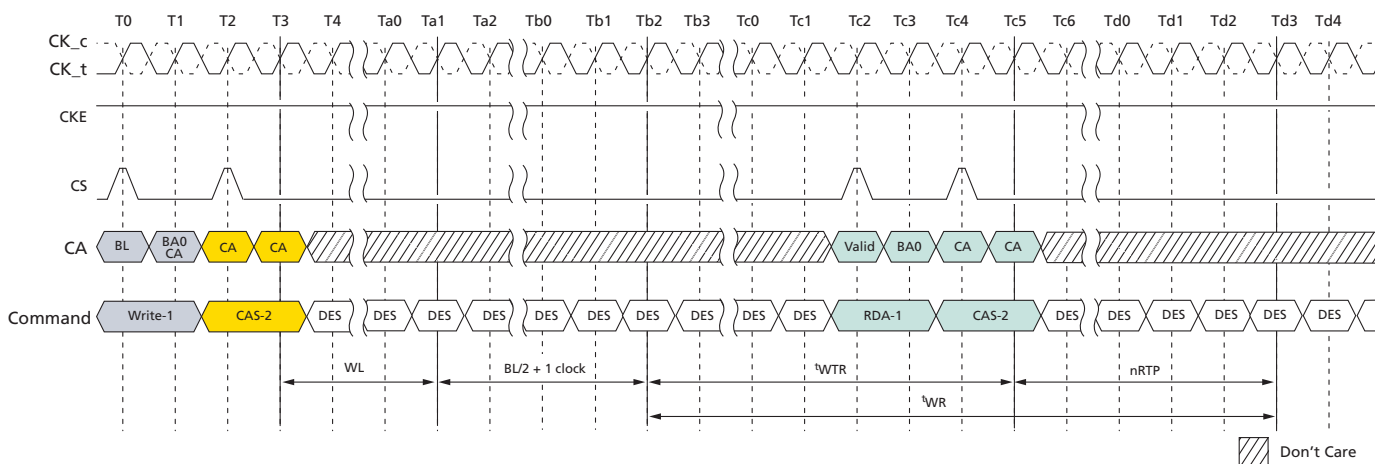 T0 T1 T2 T3 T4 Ta0 Ta1 Ta2 Tb0 Tb1 Tb2 Tb3 Tc0 Tc1 Tc2 Tc3 Tc4 Tc5 Tc6 Td0 Td1 Td2 Td3 Td4
CK_c
CK_t
CKE
CS
CA BL BA0 CA CA CA Valid BA0 CA CA
Command Write-1 CAS-2 DES DES DES DES DES DES DES DES DES DES RDA-1 CAS-2 DES DES DES DES DES DES
WL BL/2 + 1 clock tWTR nRTP
tWR
Don't Care